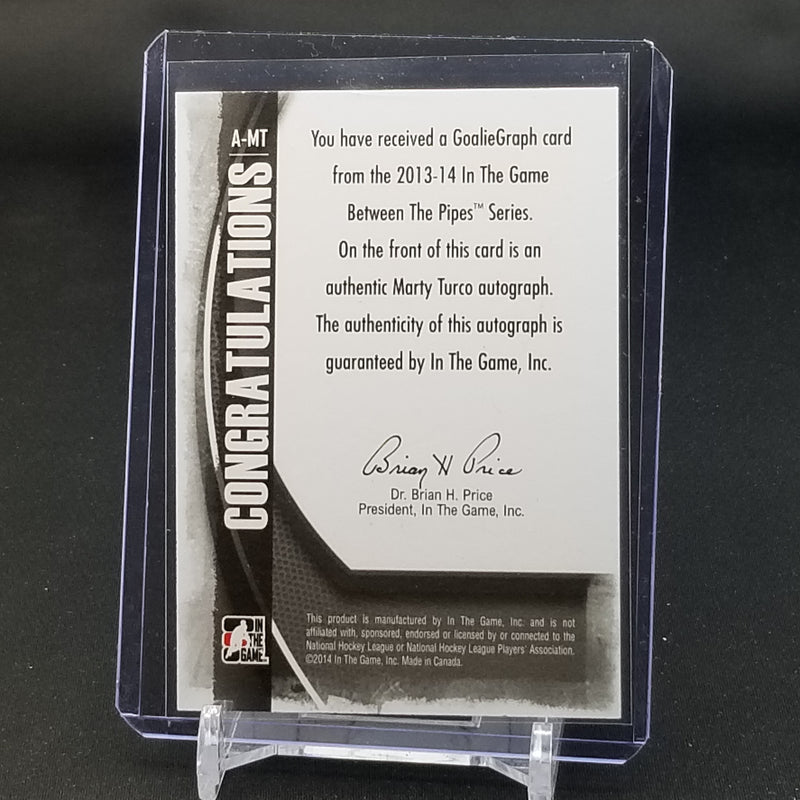 A-MT
CONGRATULATIONS
You have received a GoalieGraph card
from the 2013-14 In The Game
Between The Pipes™ Series.
On the front of this card is an
authentic Marty Turco autograph.
The authenticity of this autograph is
guaranteed by In The Game, Inc.
Brian H Price
Dr. Brian H. Price
President, In The Game, Inc.
IN
THE
GAME
This product is manufactured by In The Game, Inc. and is not
affiliated with, sponsored, endorsed or licensed by or connected to the
National Hockey League or National Hockey League Players' Association.
©2014 In The Game, Inc. Made in Canada.